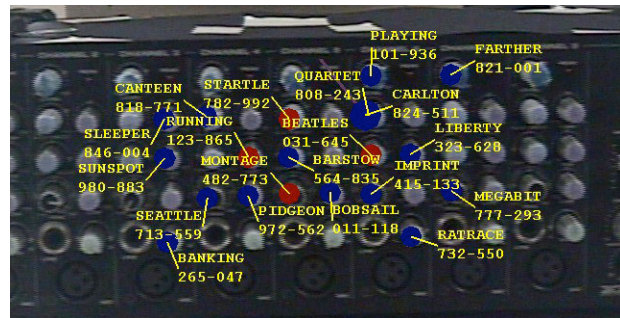 PLAYING
101-936
FARTHER
821-001
QUARTET
808-243
STARTLE
782-992
CANTEEN
818-771
CARLTON
824-511
RUNNING
123-865
BEATLES
031-645
LIBERTY
323-628
SLEEPER
846-004
MONTAGE
482-773
BARSTOW
564-835
IMPRINT
415-133
SUNSPOT
980-883
MEGABIT
777-293
SEATTLE
713-559
PIDGEON
972-562
BOBSAIL
011-118
RATRACE
732-550
BANKING
265-047